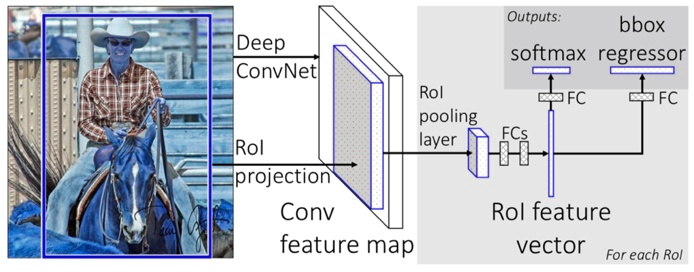 Deep
ConvNet
RoI
projection
Conv
feature map
RoI
pooling
layer
FCs
RoI feature
vector
Outputs:
softmax
bbox
regressor
FC
FC
For each RoI